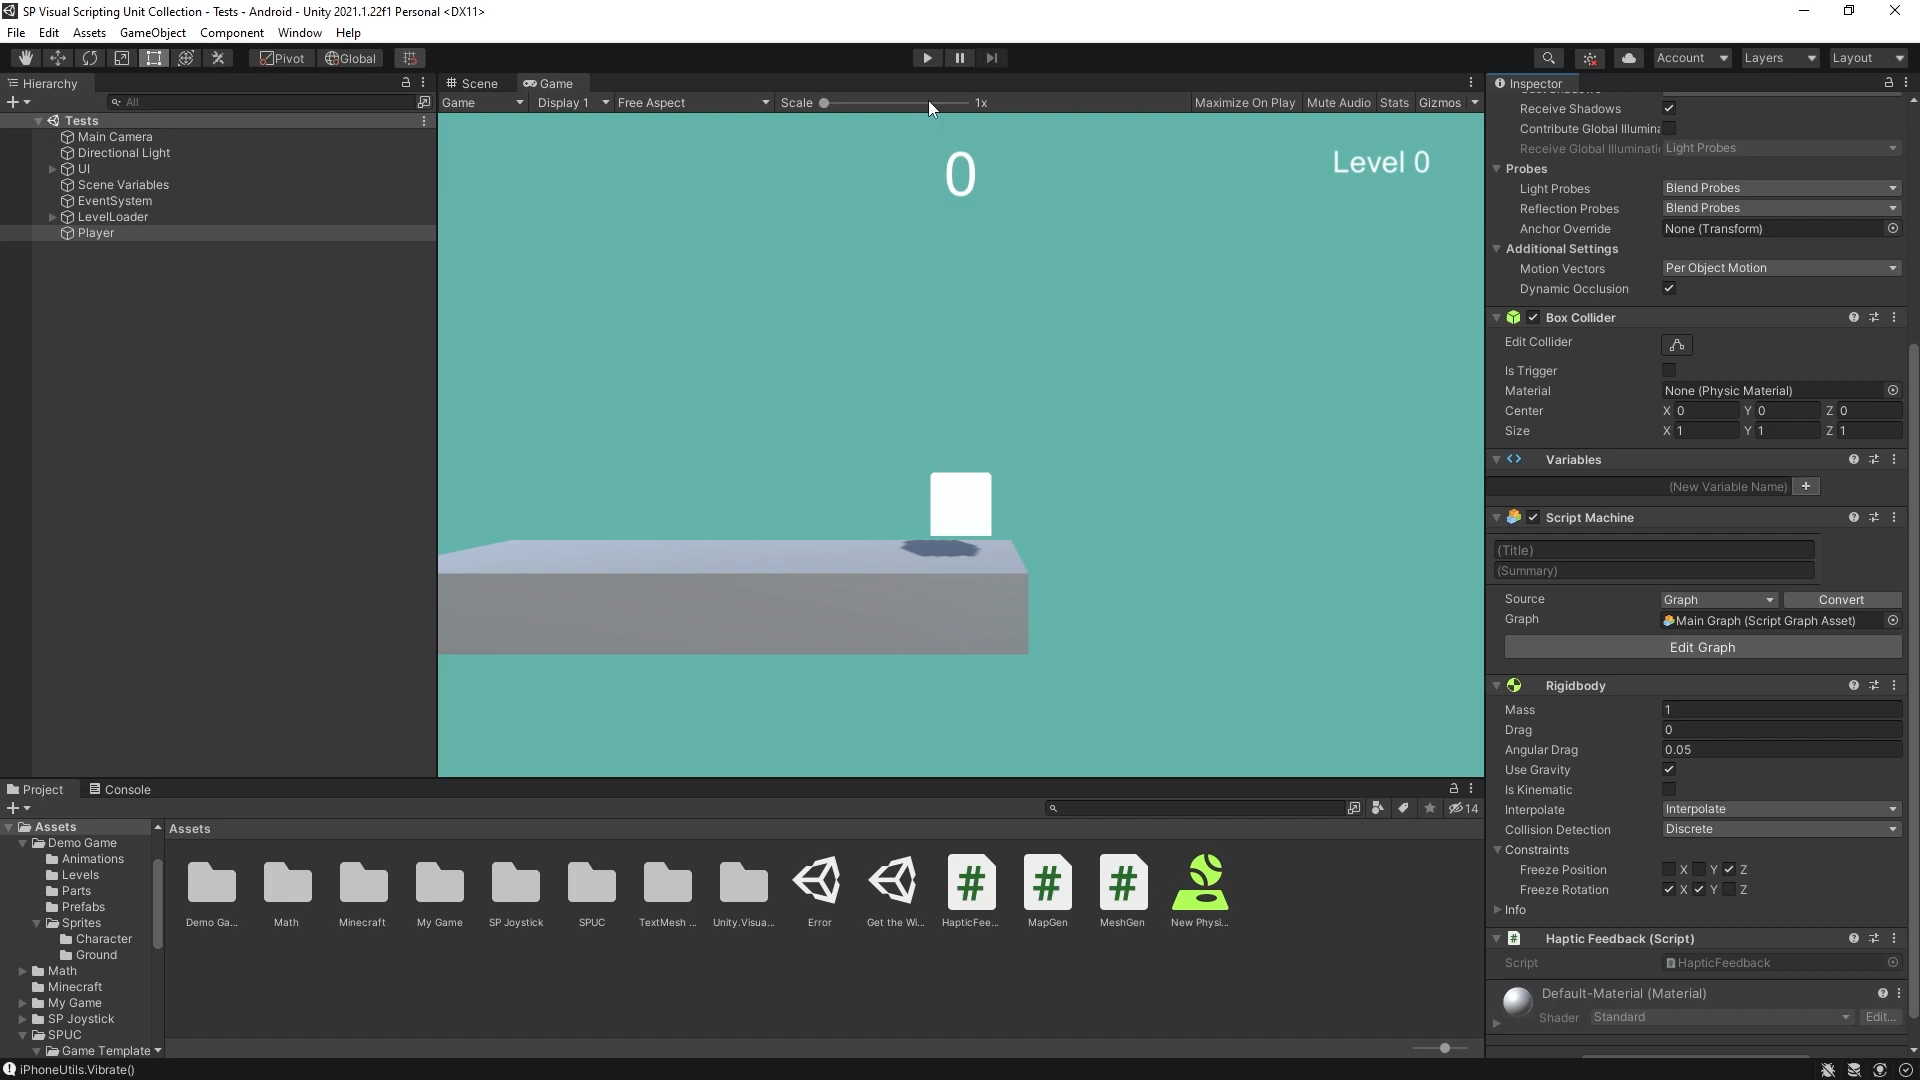 SP Visual Scripting Unit Collection - Tests - Android - Unity 2021.1.22f1 Personal <DX11>
File Edit Assets GameObject Component Window Help
Pivot Global Account Layers Layout
Hierarchy
All
Tests
Main Camera
Directional Light
UI
Scene Variables
EventSystem
LevelLoader
Player
Scene Game
Game Display 1 Free Aspect Scale 1x Maximize On Play Mute Audio Stats Gizmos
0
Level 0
Project Console
14
Assets
Demo Game
Animations
Levels
Parts
Prefabs
Sprites
Character
Ground
Math
Minecraft
My Game
SP Joystick
SPUC
Game Template
Assets
Demo Ga... Math Minecraft My Game SP Joystick SPUC TextMesh ... Unity.Visua... Error Get the Wi... HapticFee... MapGen MeshGen New Physi...
iPhoneUtils.Vibrate()
Inspector
Receive Shadows
Contribute Global Illumina
Receive Global Illuminati Light Probes
Probes
Light Probes Blend Probes
Reflection Probes Blend Probes
Anchor Override None (Transform)
Additional Settings
Motion Vectors Per Object Motion
Dynamic Occlusion
Box Collider
Edit Collider
Is Trigger
Material None (Physic Material)
Center X 0 Y 0 Z 0
Size X 1 Y 1 Z 1
Variables
(New Variable Name)
Script Machine
(Title)
(Summary)
Source Graph Convert
Graph Main Graph (Script Graph Asset)
Edit Graph
Rigidbody
Mass 1
Drag 0
Angular Drag 0.05
Use Gravity
Is Kinematic
Interpolate Interpolate
Collision Detection Discrete
Constraints
Freeze Position X Y Z
Freeze Rotation X Y Z
Info
Haptic Feedback (Script)
Script HapticFeedback
Default-Material (Material)
Shader Standard Edit...